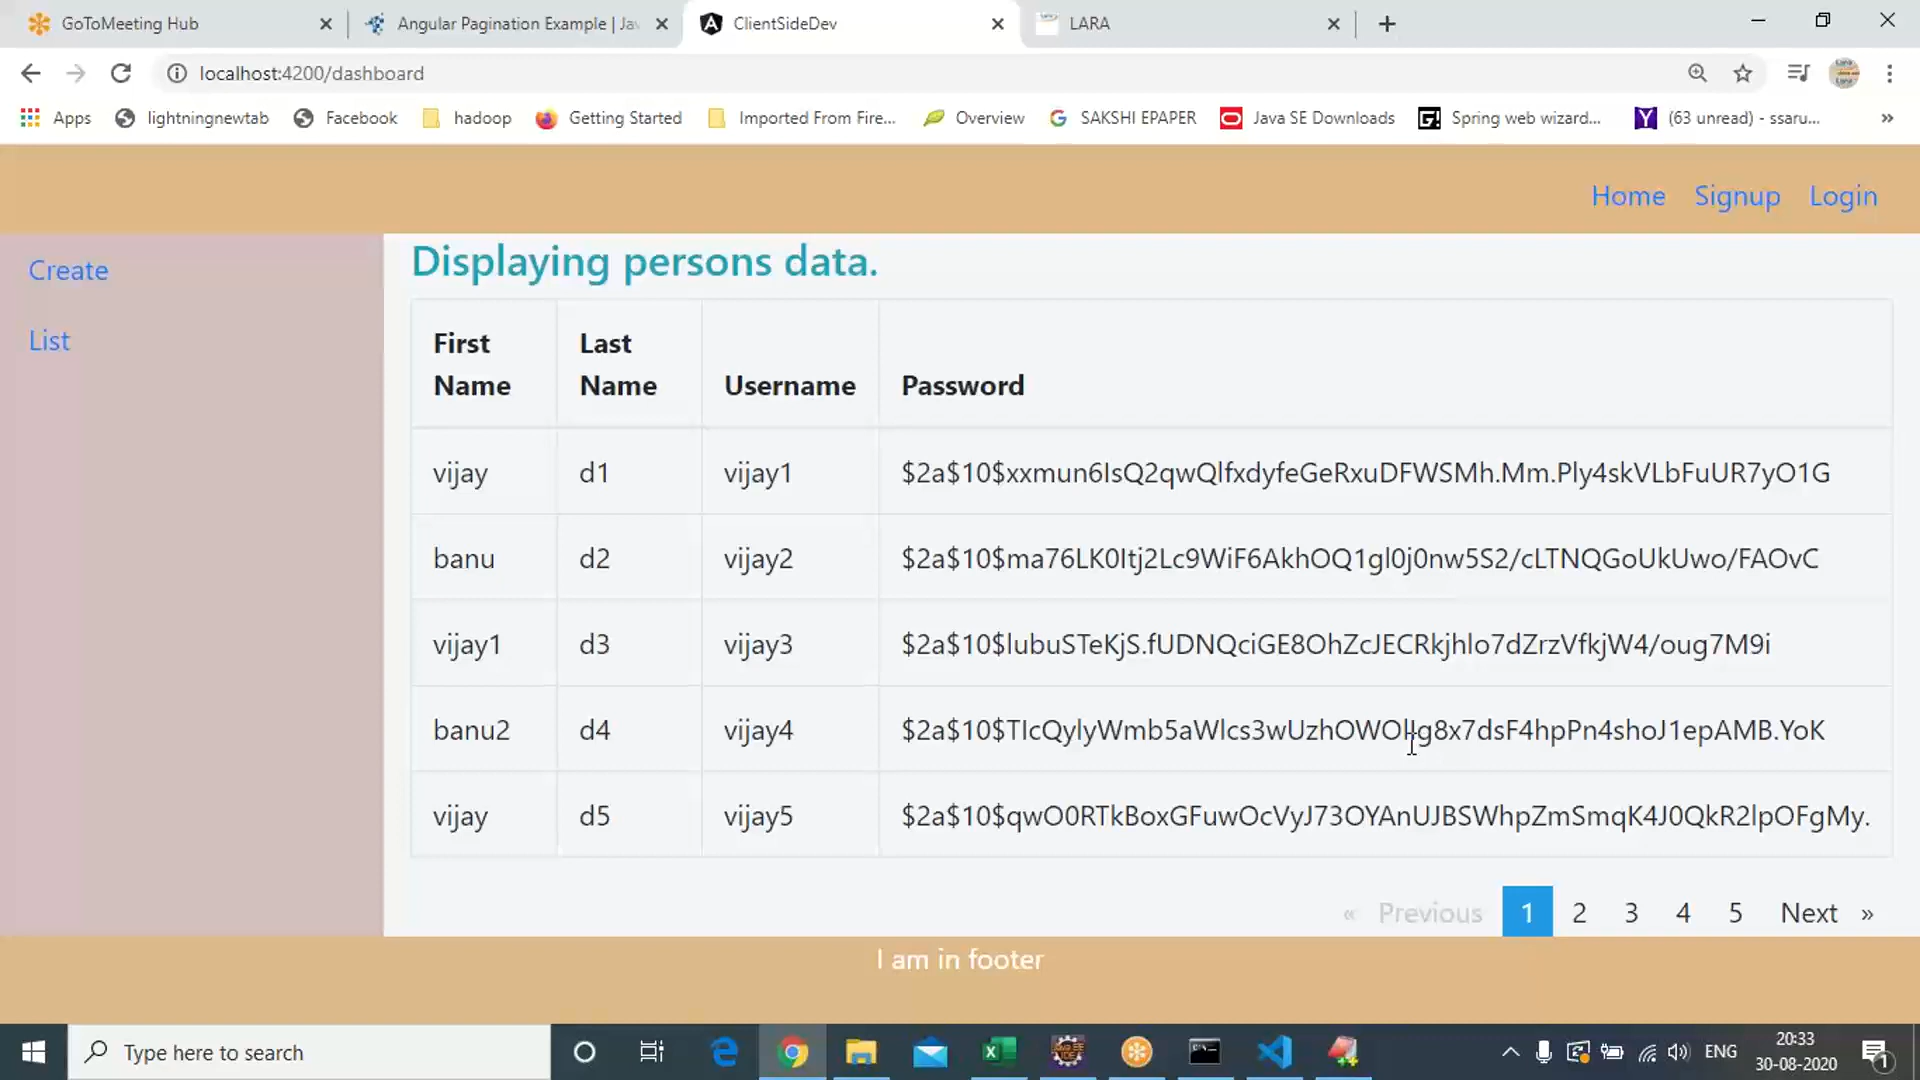 GoToMeeting Hub
Angular Pagination Example | Jav
ClientSideDev
LARA
localhost:4200/dashboard
Apps lightningnewtab Facebook hadoop Getting Started Imported From Fire... Overview SAKSHI EPAPER Java SE Downloads Spring web wizard... (63 unread) - ssaru... »
Home Signup Login
Create
List
Displaying persons data.
First Name Last Name Username Password
vijay d1 vijay1 $2a$10$xxmun6IsQ2qwQlfxdyfeGeRxuDFWSMh.Mm.Ply4skVLbFuUR7yO1G
banu d2 vijay2 $2a$10$ma76LK0Itj2Lc9WiF6AkhOQ1gl0j0nw5S2/cLTNQGoUkUwo/FAOvC
vijay1 d3 vijay3 $2a$10$lubuSTeKjS.fUDNQciGE8OhZcJECRkjhlo7dZrzVfkjW4/oug7M9i
banu2 d4 vijay4
vijay d5 vijay5 $2a$10$qwO0RTkBoxGFuwOcVyJ73OYAnUJBSWhpZmSmqK4J0QkR2lpOFgMy.
« Previous 1 2 3 4 5 Next »
I am in footer
Type here to search
ENG
20:33
30-08-2020
1